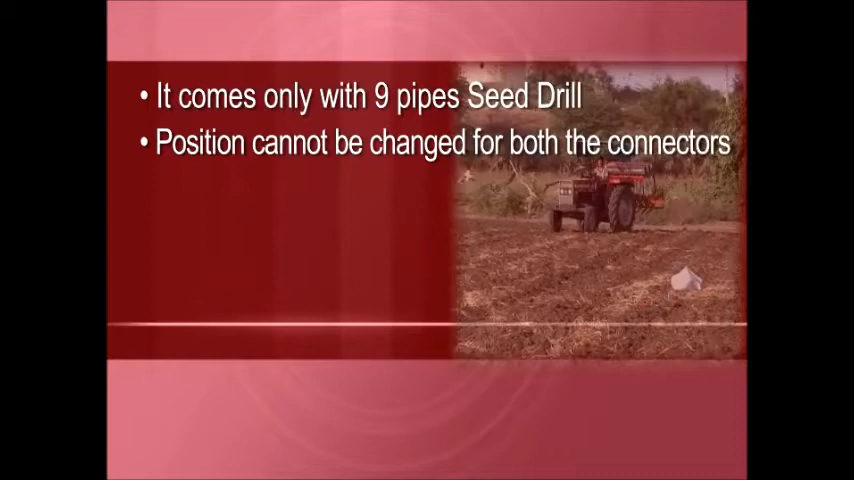 • It comes only with 9 pipes Seed Drill
• Position cannot be changed for both the connectors